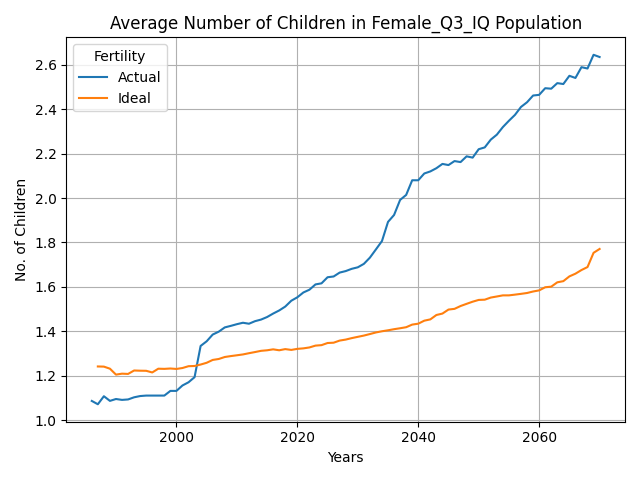 Average Number of Children in Female_Q3_IQ Population
Fertility
Actual
Ideal
No. of Children
2.6
2.4
2.2
2.0
1.8
1.6
1.4
1.2
1.0
2000
2020
2040
2060
Years